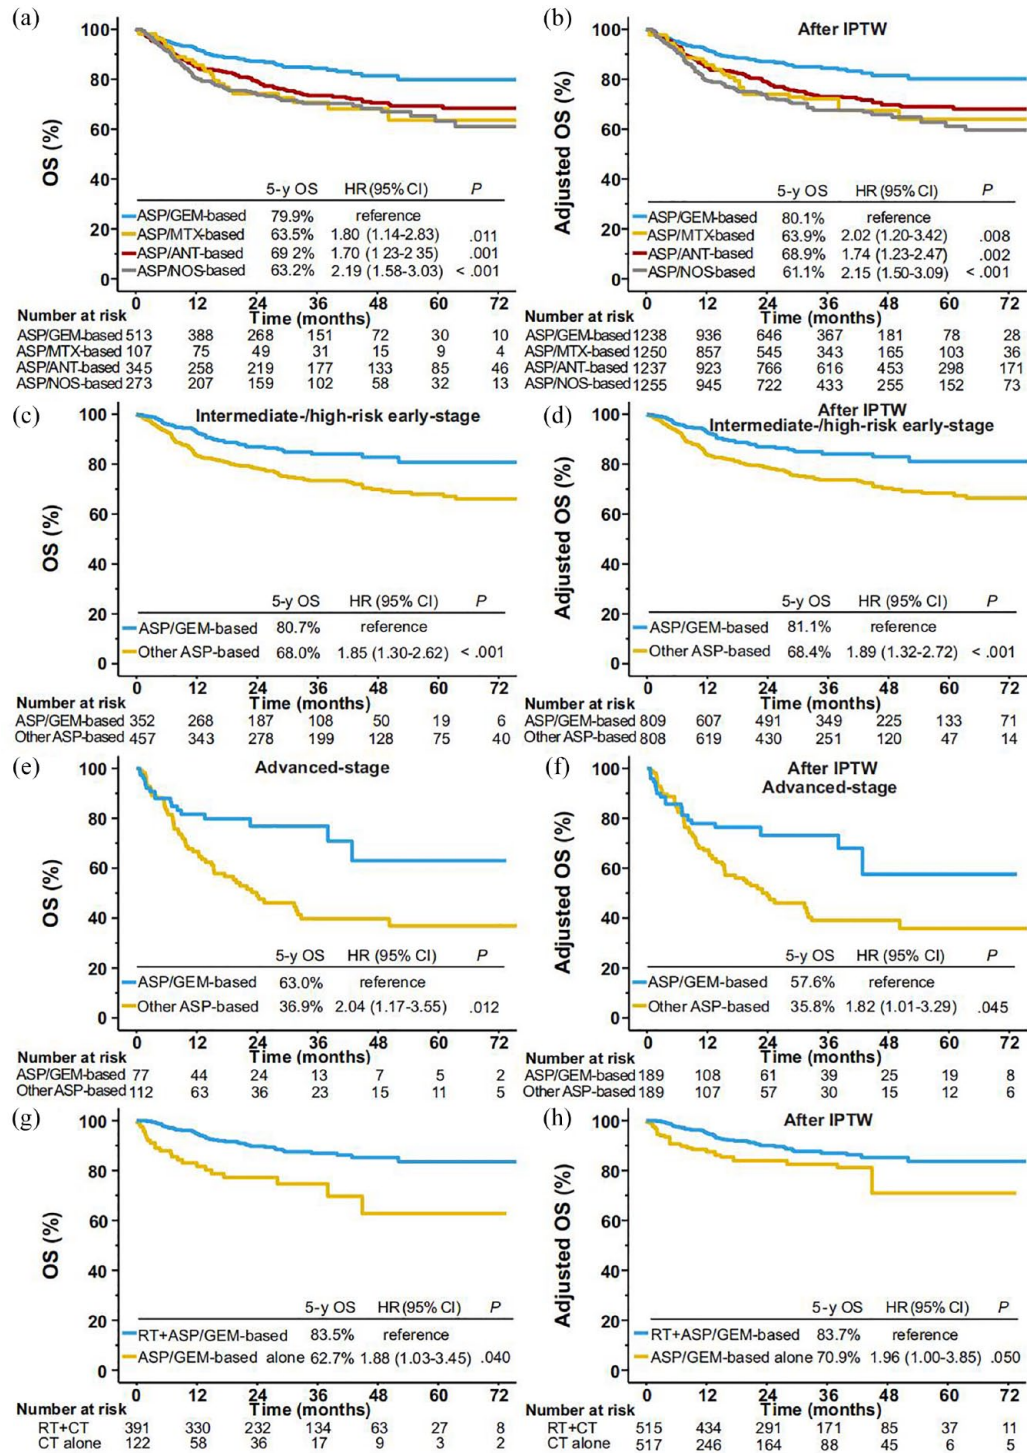 (a)
100
80
60
40
20
0
OS (%)
5-y OS HR (95% CI) P
ASP/GEM-based 79.9% reference
ASP/MTX-based 63.5% 1.80 (1.14-2.83) .011
ASP/ANT-based 69 2% 1.70 (1 23-2 35) .001
ASP/NOS-based 63.2% 2.19 (1.58-3.03) < .001
0 12 24 36 48 60 72
Number at risk Time (months)
ASP/GEM-based 513 388 268 151 72 30 10
ASP/MTX-based 107 75 49 31 15 9 4
ASP/ANT-based 345 258 219 177 133 85 46
ASP/NOS-based 273 207 159 102 58 32 13
(b)
After IPTW
100
80
60
40
20
0
Adjusted OS (%)
5-y OS HR (95% CI) P
ASP/GEM-based 80.1% reference
ASP/MTX-based 63.9% 2.02 (1.20-3.42) .008
ASP/ANT-based 68.9% 1.74 (1.23-2.47) .002
ASP/NOS-based 61.1% 2.15 (1.50-3.09) < .001
0 12 24 36 48 60 72
Number at risk Time (months)
ASP/GEM-based 1238 936 646 367 181 78 28
ASP/MTX-based 1250 857 545 343 165 103 36
ASP/ANT-based 1237 923 766 616 453 298 171
ASP/NOS-based 1255 945 722 433 255 152 73
(c)
Intermediate-/high-risk early-stage
100
80
60
40
20
0
OS (%)
5-y OS HR (95% CI) P
ASP/GEM-based 80.7% reference
Other ASP-based 68.0% 1.85 (1.30-2.62) < .001
0 12 24 36 48 60 72
Number at risk Time (months)
ASP/GEM-based 352 268 187 108 50 19 6
Other ASP-based 457 343 278 199 128 75 40
(d)
After IPTW
Intermediate-/high-risk early-stage
100
80
60
40
20
0
Adjusted OS (%)
5-y OS HR (95% CI) P
ASP/GEM-based 81.1% reference
Other ASP-based 68.4% 1.89 (1.32-2.72) < .001
0 12 24 36 48 60 72
Number at risk Time (months)
ASP/GEM-based 809 607 491 349 225 133 71
Other ASP-based 808 619 430 251 120 47 14
(e)
Advanced-stage
100
80
60
40
20
0
OS (%)
5-y OS HR (95% CI) P
ASP/GEM-based 63.0% reference
Other ASP-based 36.9% 2.04 (1.17-3.55) .012
0 12 24 36 48 60 72
Number at risk Time (months)
ASP/GEM-based 77 44 24 13 7 5 2
Other ASP-based 112 63 36 23 15 11 5
(f)
After IPTW
Advanced-stage
100
80
60
40
20
0
Adjusted OS (%)
5-y OS HR (95% CI) P
ASP/GEM-based 57.6% reference
Other ASP-based 35.8% 1.82 (1.01-3.29) .045
0 12 24 36 48 60 72
Number at risk Time (months)
ASP/GEM-based 189 108 61 39 25 19 8
Other ASP-based 189 107 57 30 15 12 6
(g)
100
80
60
40
20
0
OS (%)
5-y OS HR (95% CI) P
RT+ASP/GEM-based 83.5% reference
ASP/GEM-based alone 62.7% 1.88 (1.03-3.45) .040
0 12 24 36 48 60 72
Number at risk Time (months)
RT+CT 391 330 232 134 63 27 8
CT alone 122 58 36 17 9 3 2
(h)
After IPTW
100
80
60
40
20
0
Adjusted OS (%)
5-y OS HR (95% CI) P
RT+ASP/GEM-based 83.7% reference
ASP/GEM-based alone 70.9% 1.96 (1.00-3.85) .050
0 12 24 36 48 60 72
Number at risk Time (months)
RT+CT 515 434 291 171 85 37 11
CT alone 517 246 164 88 45 6 5